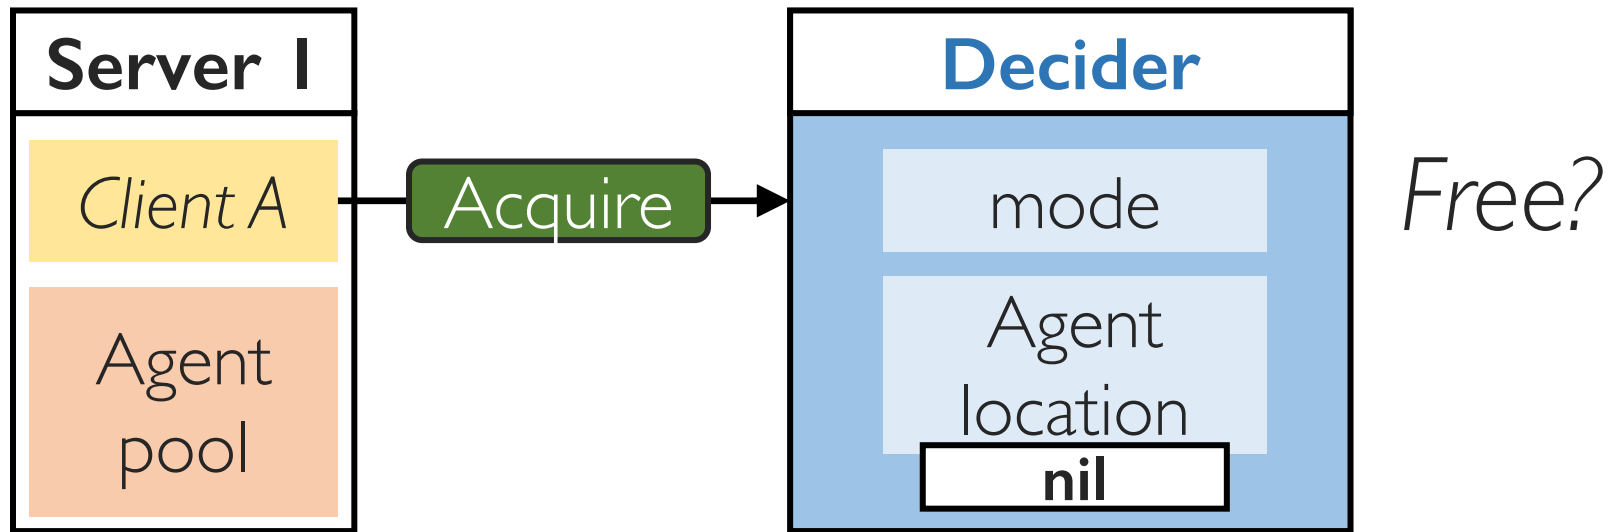 Server 1
Client A
Agent
pool
Acquire
Decider
mode
Agent
location
nil
Free?